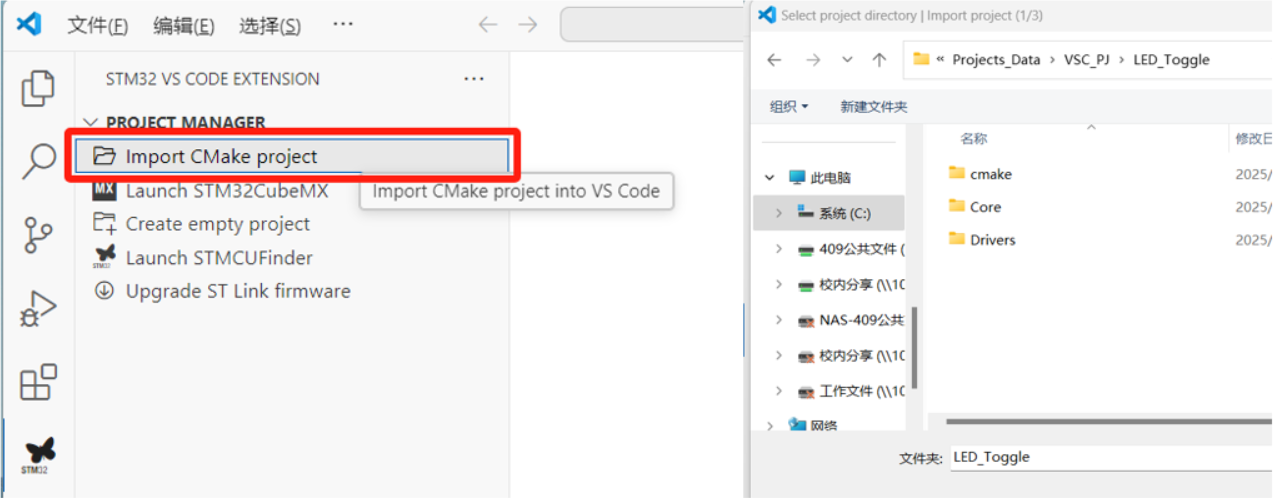 文件(F) 编辑(E) 选择(S) ···
STM32 VS CODE EXTENSION ···
PROJECT MANAGER
Import CMake project
MX Launch STM32CubeMX
Import CMake project into VS Code
Create empty project
STM32 Launch STMCUFinder
Upgrade ST Link firmware
STM32
Select project directory | Import project (1/3)
« Projects_Data › VSC_PJ › LED_Toggle
组织 新建文件夹
名称 修改日
此电脑
系统 (C:)
409公共文件 (
校内分享 (\\10
NAS-409公共
校内分享 (\\10
工作文件 (\\10
网络
cmake 2025/
Core 2025/
Drivers 2025/
文件夹: LED_Toggle